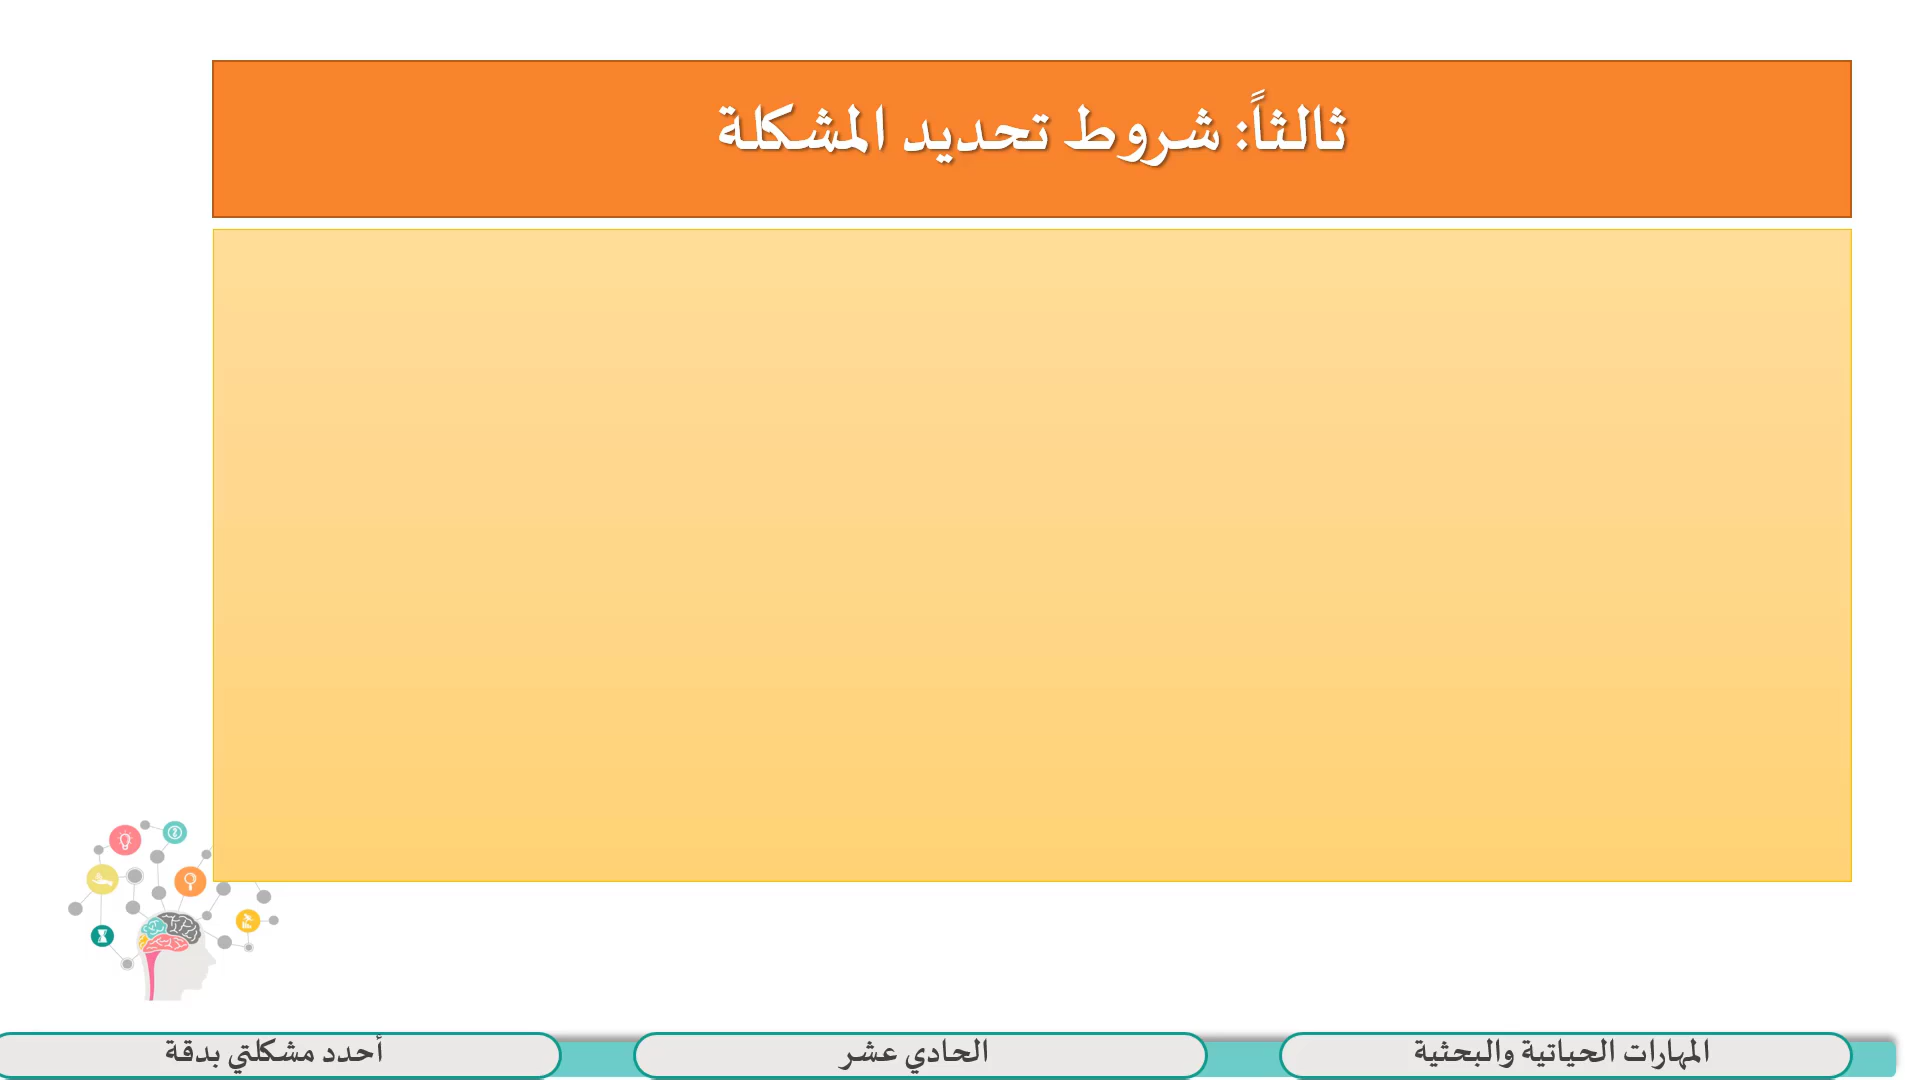 ثالثاً: شروط تحديد المشكلة
المهارات الحياتية والبحثية
الحادي عشر
أحدد مشكلتي بدقة